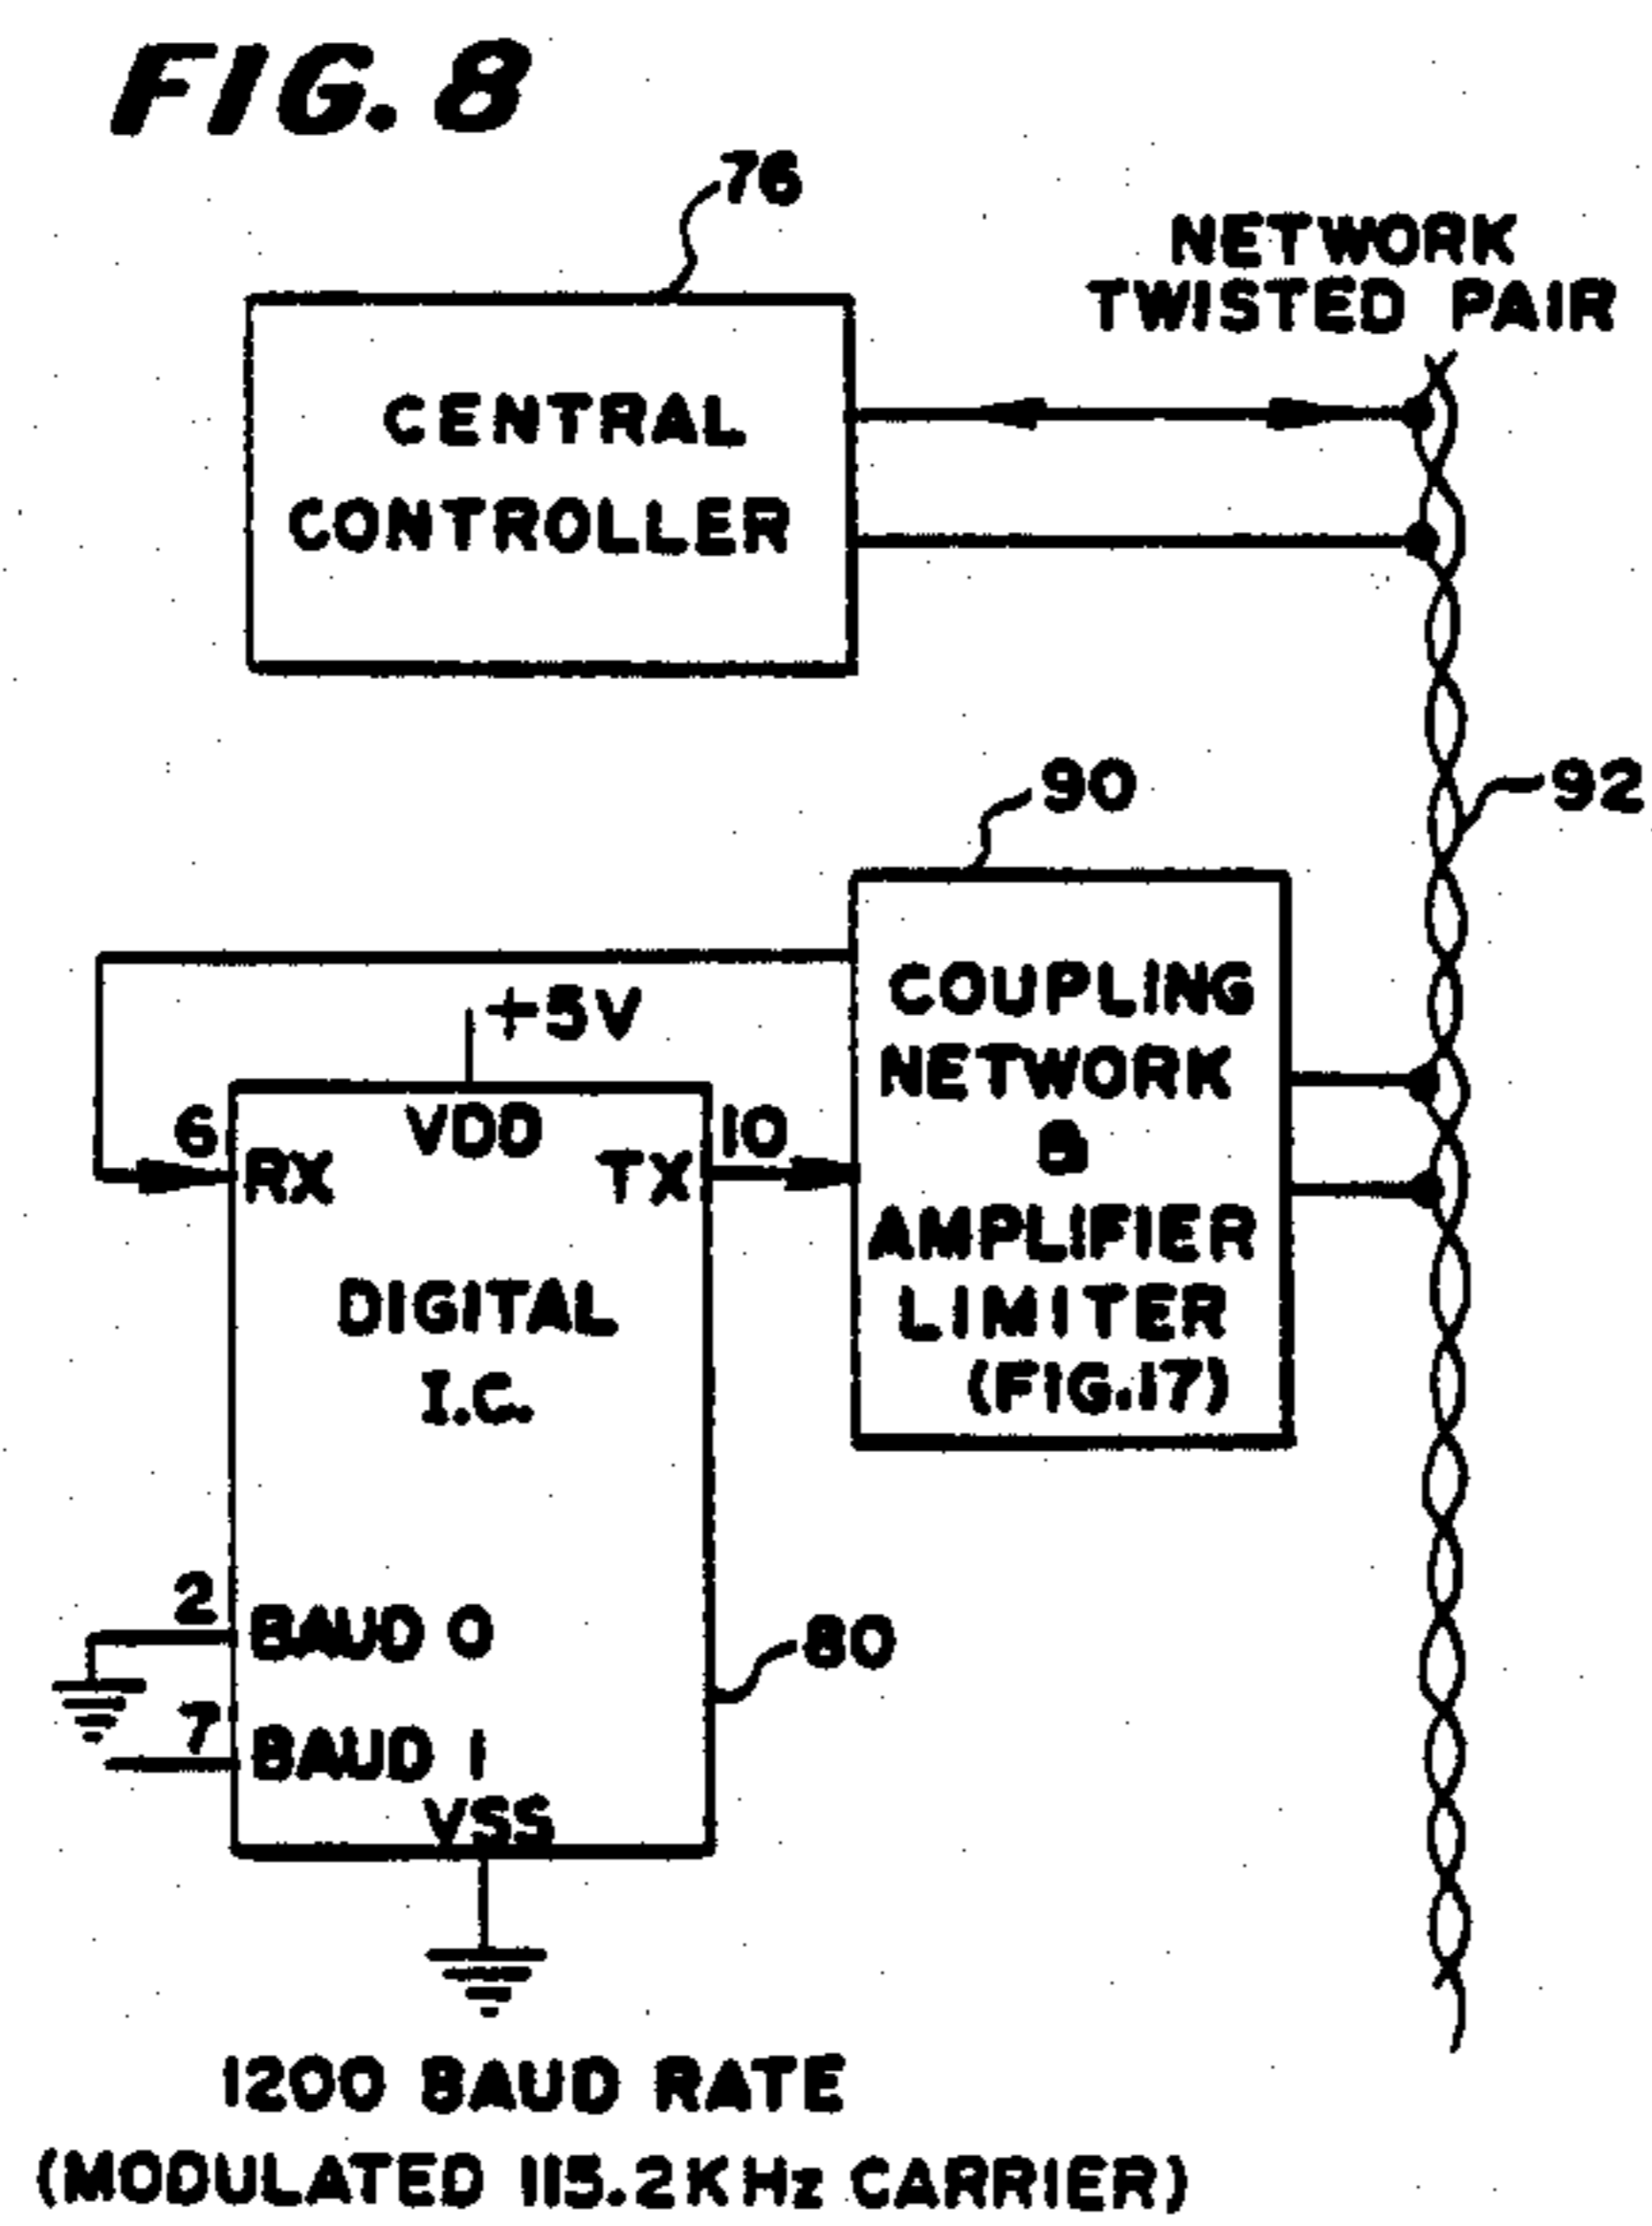 FIG. 8
76
NETWORK
TWISTED PAIR
CENTRAL
CONTROLLER
90
92
COUPLING
NETWORK
&
AMPLIFIER
LIMITER
(FIG.17)
+5V
6
VDD
10
RX
TX
DIGITAL
I.C.
2
BAUD 0
80
7
BAUD 1
VSS
1200 BAUD RATE
(MODULATED 115.2KHz CARRIER)